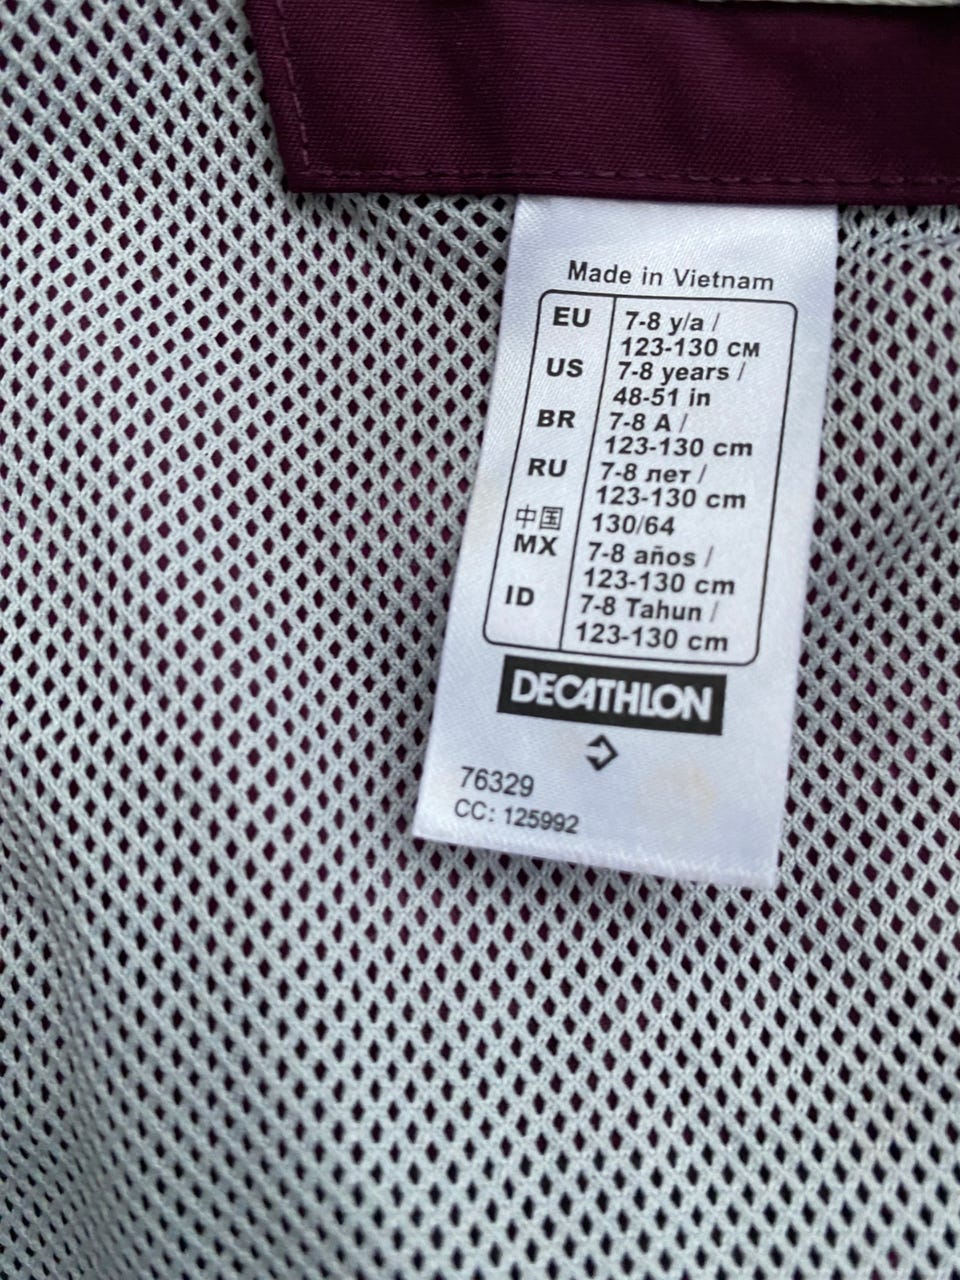 Made in Vietnam
EU 7-8 y/a /
123-130 CM
US 7-8 years /
48-51 in
BR 7-8 A /
123-130 cm
RU 7-8 лет /
123-130 cm
中国 130/64
MX 7-8 años /
123-130 cm
ID 7-8 Tahun /
123-130 cm
DECATHLON
76329
CC: 125992